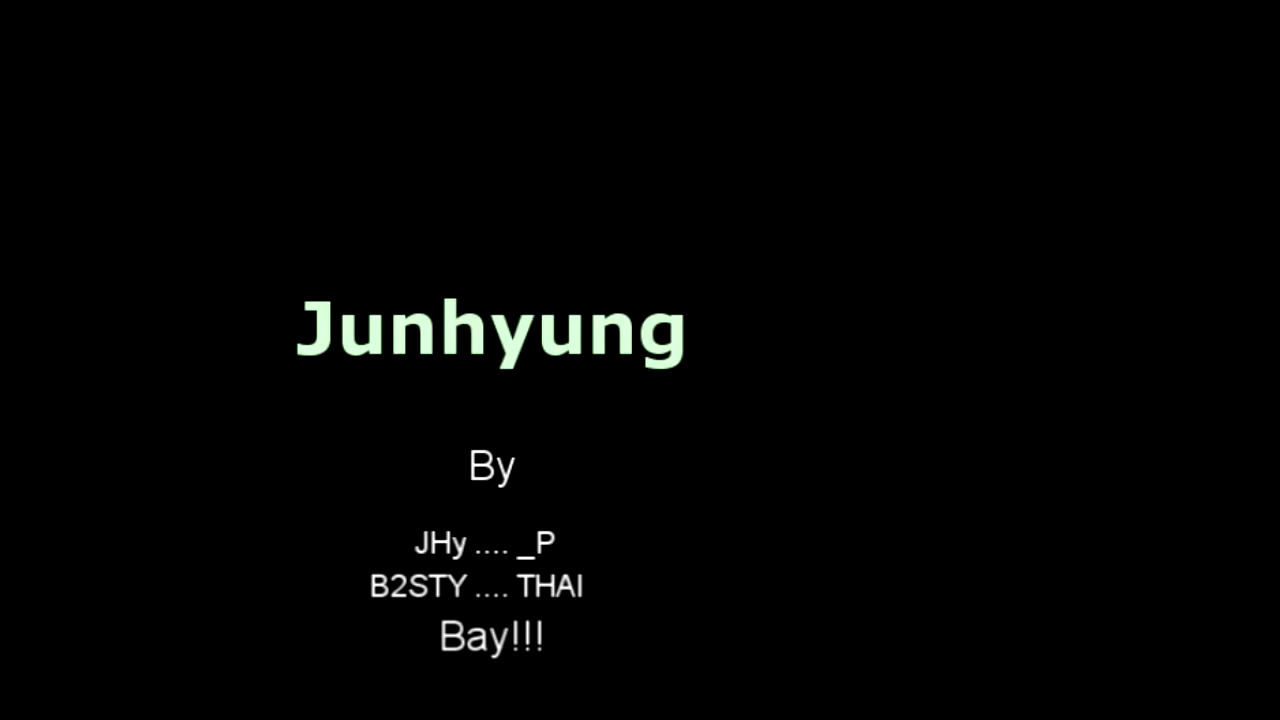 Junhyung
By
JHy .... _P
B2STY .... THAI
Bay!!!